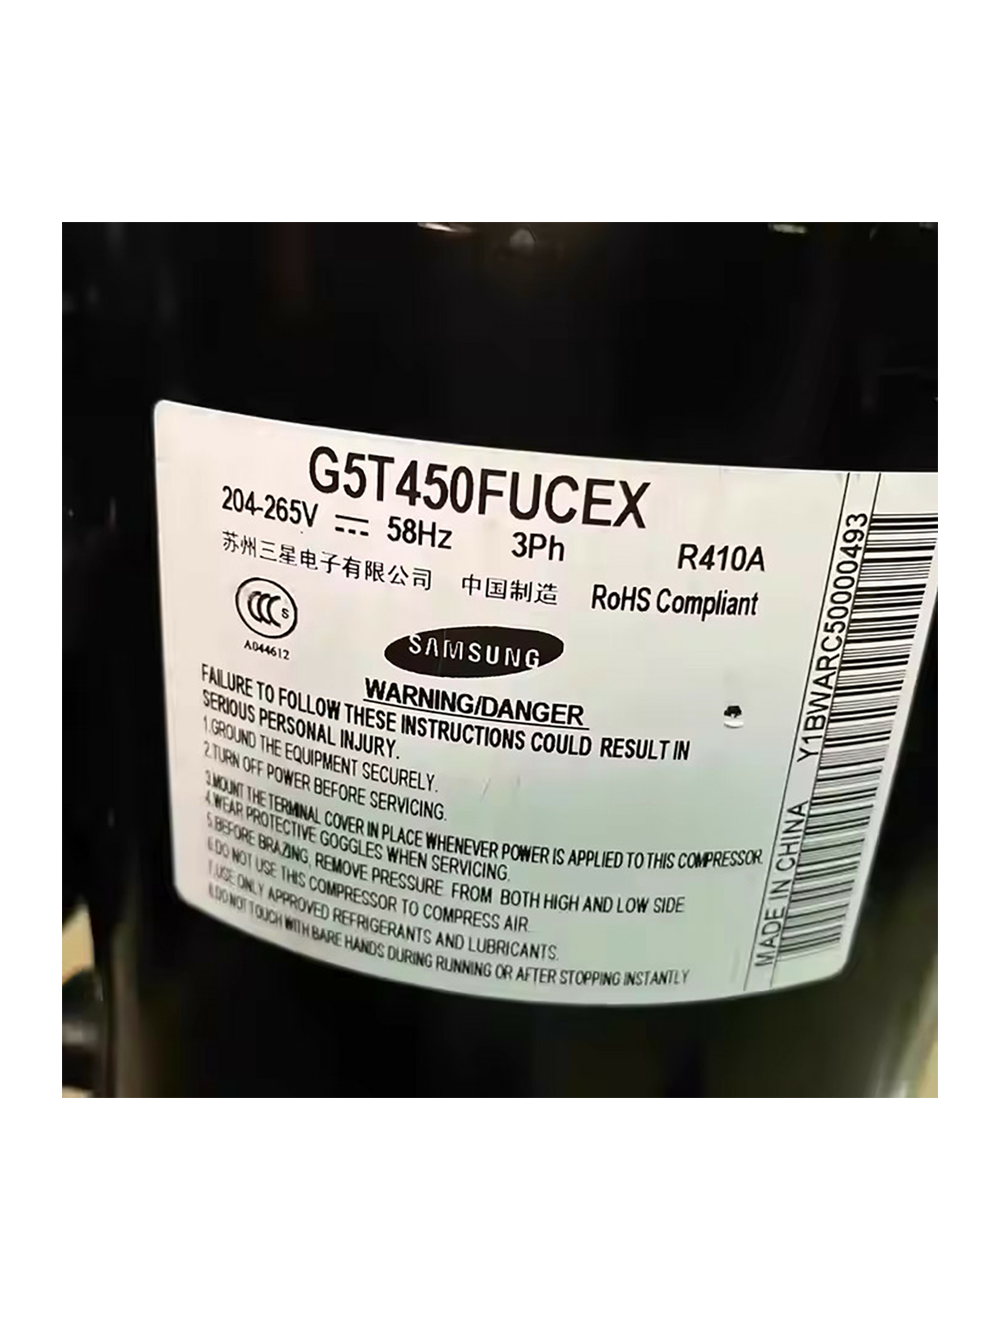 G5T450FUCEX
204-265V ⎓ 58Hz 3Ph R410A
苏州三星电子有限公司 中国制造 RoHS Compliant
CCC S
A044612
SAMSUNG
WARNING/DANGER
FAILURE TO FOLLOW THESE INSTRUCTIONS COULD RESULT IN
SERIOUS PERSONAL INJURY.
1.GROUND THE EQUIPMENT SECURELY.
2.TURN OFF POWER BEFORE SERVICING.
3.MOUNT THE TERMINAL COVER IN PLACE WHENEVER POWER IS APPLIED TO THIS COMPRESSOR.
4.WEAR PROTECTIVE GOGGLES WHEN SERVICING.
5.BEFORE BRAZING, REMOVE PRESSURE FROM BOTH HIGH AND LOW SIDE
6.DO NOT USE THIS COMPRESSOR TO COMPRESS AIR.
7.USE ONLY APPROVED REFRIGERANTS AND LUBRICANTS.
8.DO NOT TOUCH WITH BARE HANDS DURING RUNNING OR AFTER STOPPING INSTANTLY
MADE IN CHNA Y1BWARC50000493